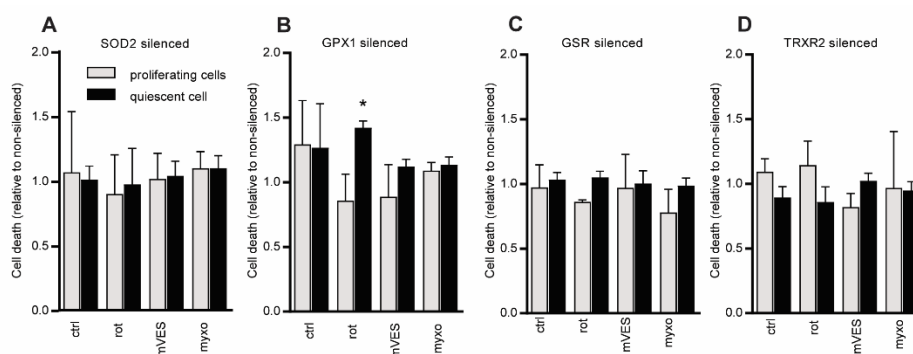 A
SOD2 silenced
Cell death (relative to non-silenced)
2.0
1.5
1.0
0.5
0.0
proliferating cells
quiescent cell
ctrl
rot
mVES
myxo
B
GPX1 silenced
Cell death (relative to non-silenced)
2.0
1.5
1.0
0.5
0.0
*
ctrl
rot
mVES
myxo
C
GSR silenced
Cell death (relative to non-silenced)
2.0
1.5
1.0
0.5
0.0
ctrl
rot
mVES
myxo
D
TRXR2 silenced
Cell death (relative to non-silenced)
2.0
1.5
1.0
0.5
0.0
ctrl
rot
mVES
myxo